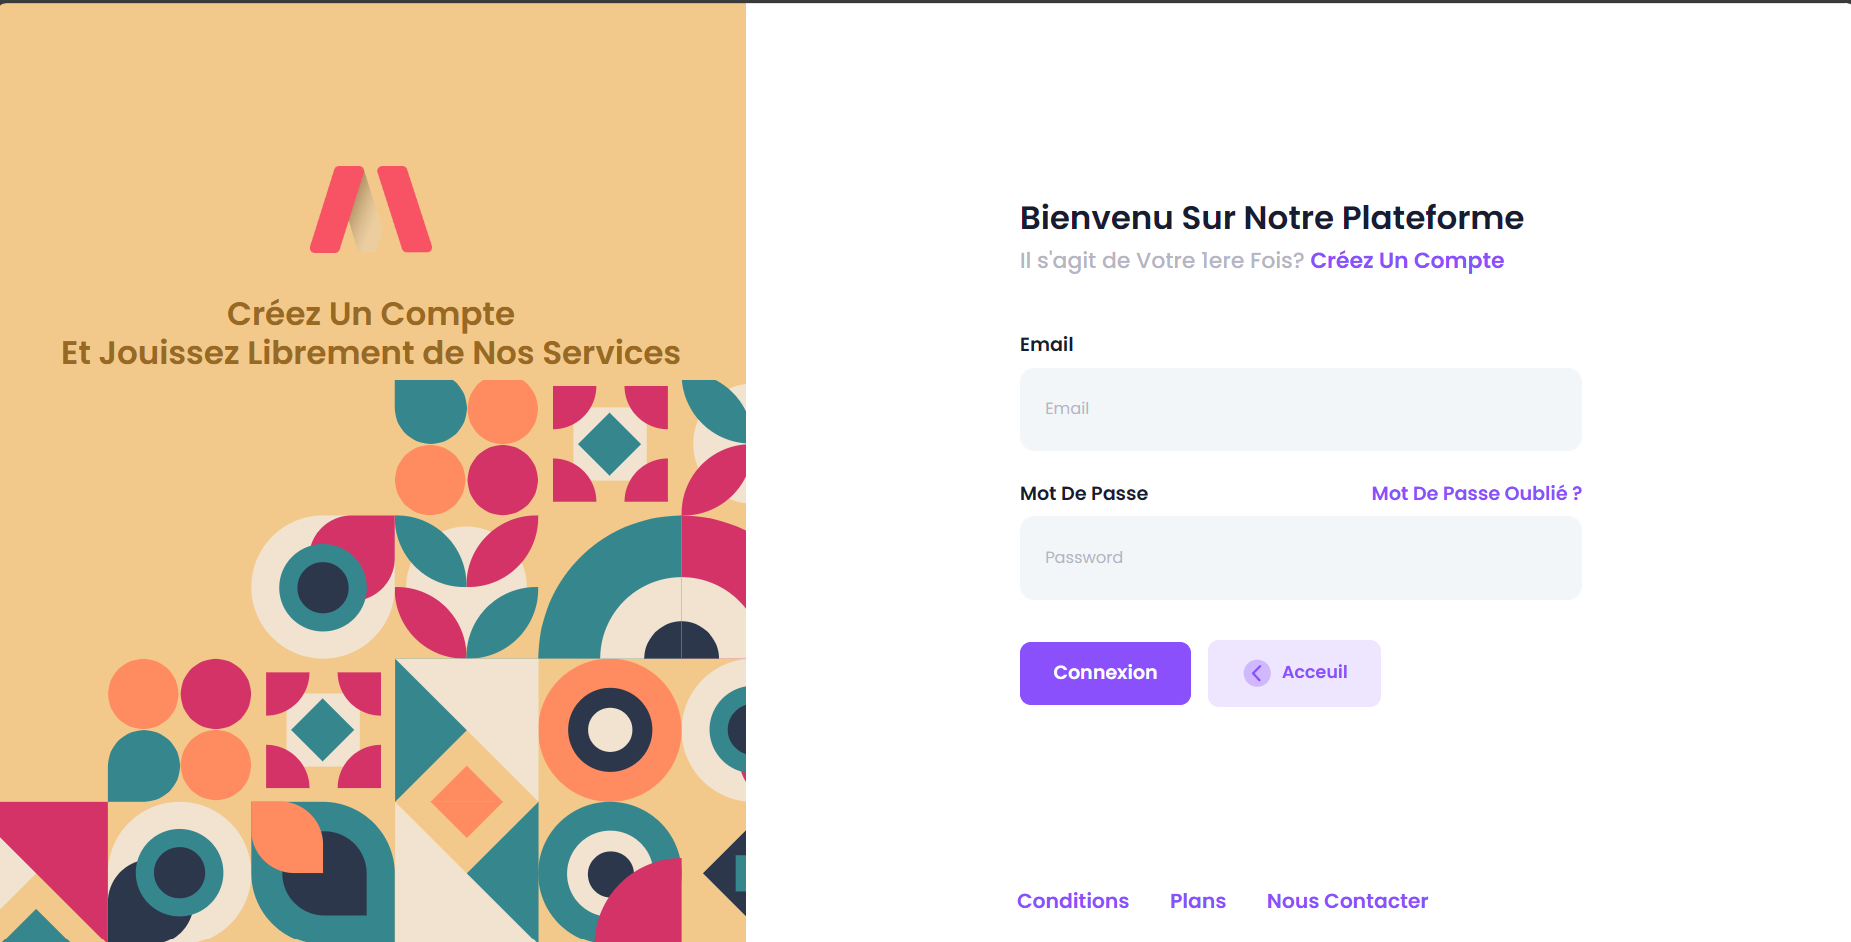 Créez Un Compte
Et Jouissez Librement de Nos Services
Bienvenu Sur Notre Plateforme
Il s'agit de Votre 1ere Fois? Créez Un Compte
Email
Email
Mot De Passe Mot De Passe Oublié ?
Password
Connexion Acceuil
Conditions Plans Nous Contacter